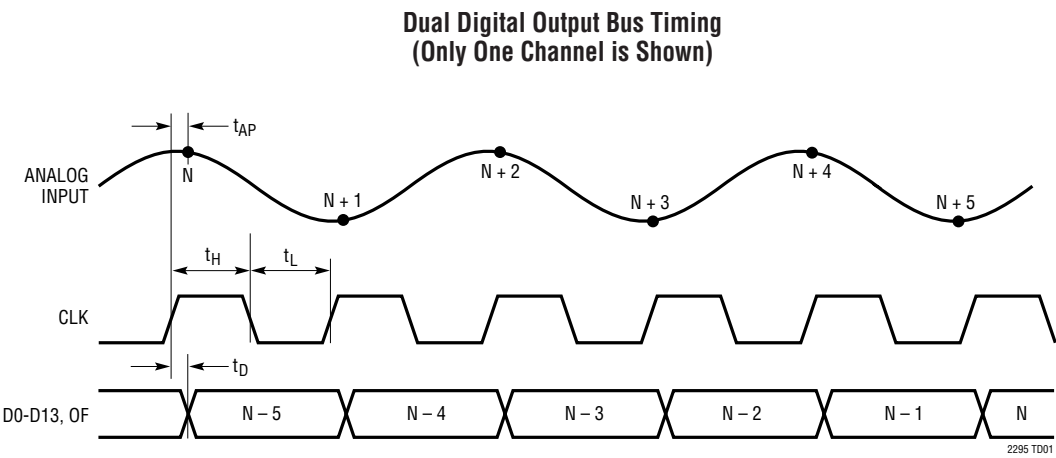 Dual Digital Output Bus Timing
(Only One Channel is Shown)
tAP
ANALOG
INPUT
N
N + 1
N + 2
N + 3
N + 4
N + 5
tH
tL
CLK
tD
D0-D13, OF
N – 5
N – 4
N – 3
N – 2
N – 1
N
2295 TD01